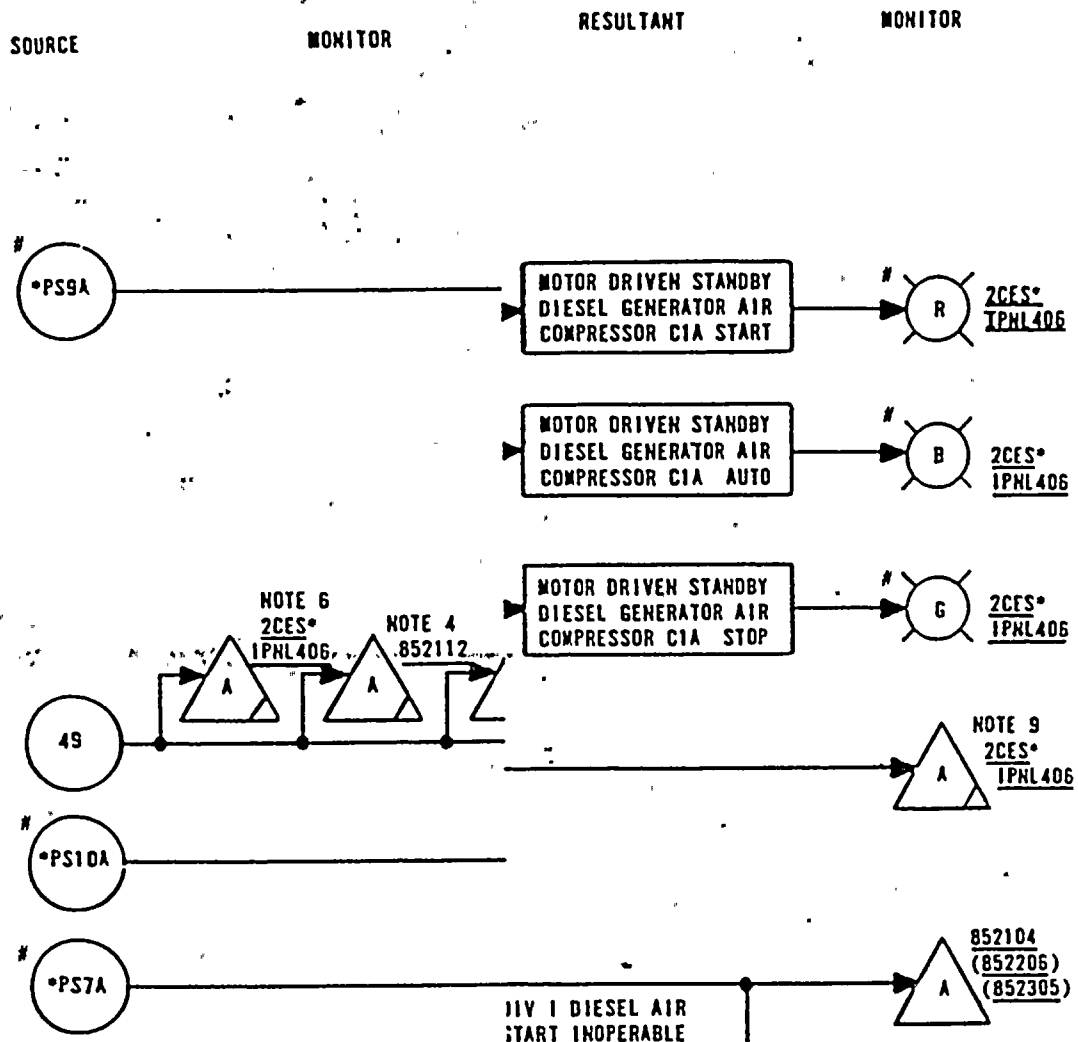 SOURCE MONITOR RESULTANT MONITOR
#
*PS9A
MOTOR DRIVEN STANDBY
DIESEL GENERATOR AIR
COMPRESSOR C1A START
#
R
2CES*
IPNL406
MOTOR DRIVEN STANDBY
DIESEL GENERATOR AIR
COMPRESSOR C1A AUTO
#
B
2CES*
IPNL406
MOTOR DRIVEN STANDBY
DIESEL GENERATOR AIR
COMPRESSOR C1A STOP
#
G
2CES*
IPNL406
NOTE 6
2CES*
IPNL406
A
NOTE 4
852112
A
49
NOTE 9
2CES*
IPNL406
A
#
*PS10A
#
*PS7A
852104
(852206)
(852305)
A
DIESEL AIR
INOPERABLE